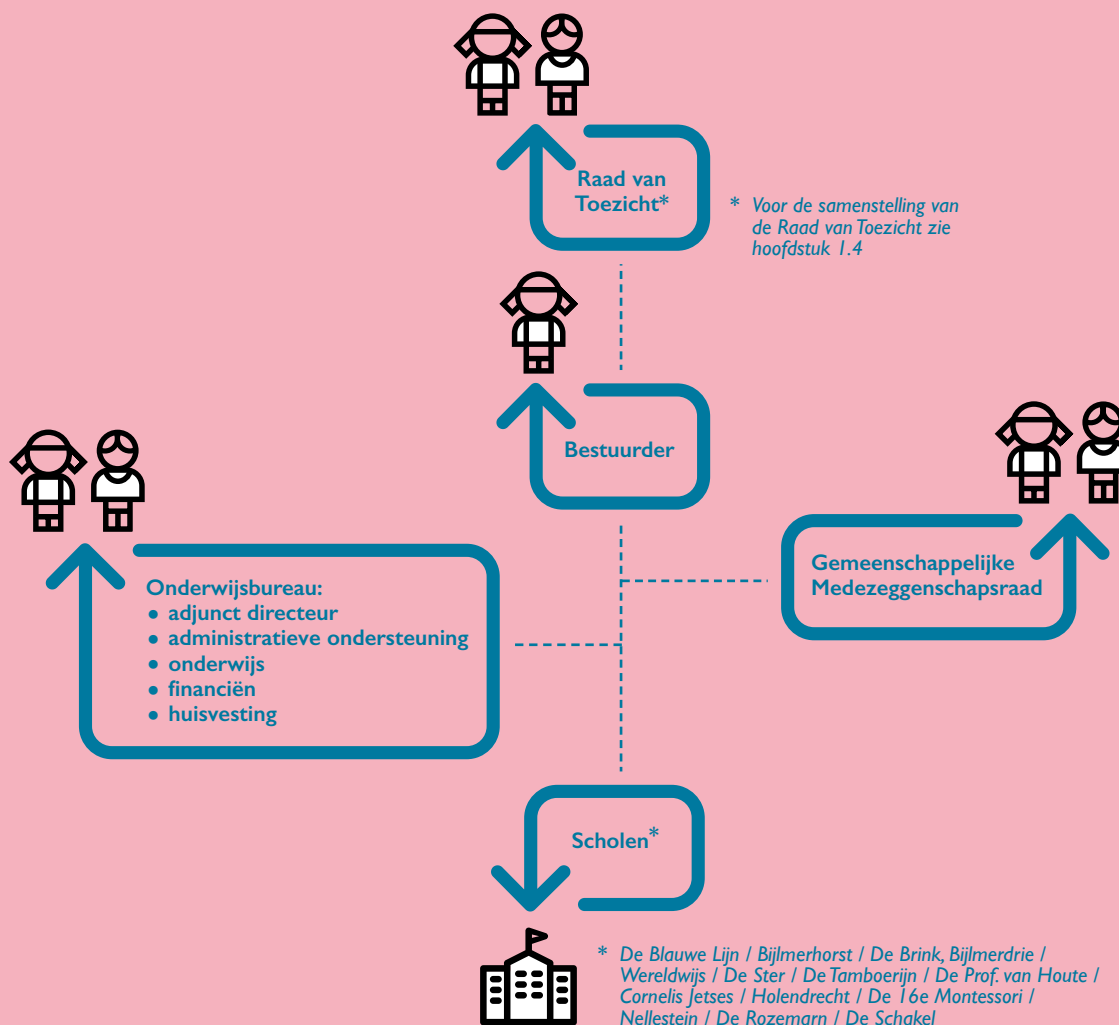 Raad van
Toezicht*
* Voor de samenstelling van
de Raad van Toezicht zie
hoofdstuk 1.4
Bestuurder
Onderwijsbureau:
• adjunct directeur
• administratieve ondersteuning
• onderwijs
• financiën
• huisvesting
Gemeenschappelijke
Medezeggenschapsraad
Scholen*
* De Blauwe Lijn / Bijlmerhorst / De Brink, Bijlmerdrie /
Wereldwijs / De Ster / De Tamboerijn / De Prof. van Houte /
Cornelis Jetses / Holendrecht / De 16e Montessori /
Nellestein / De Rozemarn / De Schakel